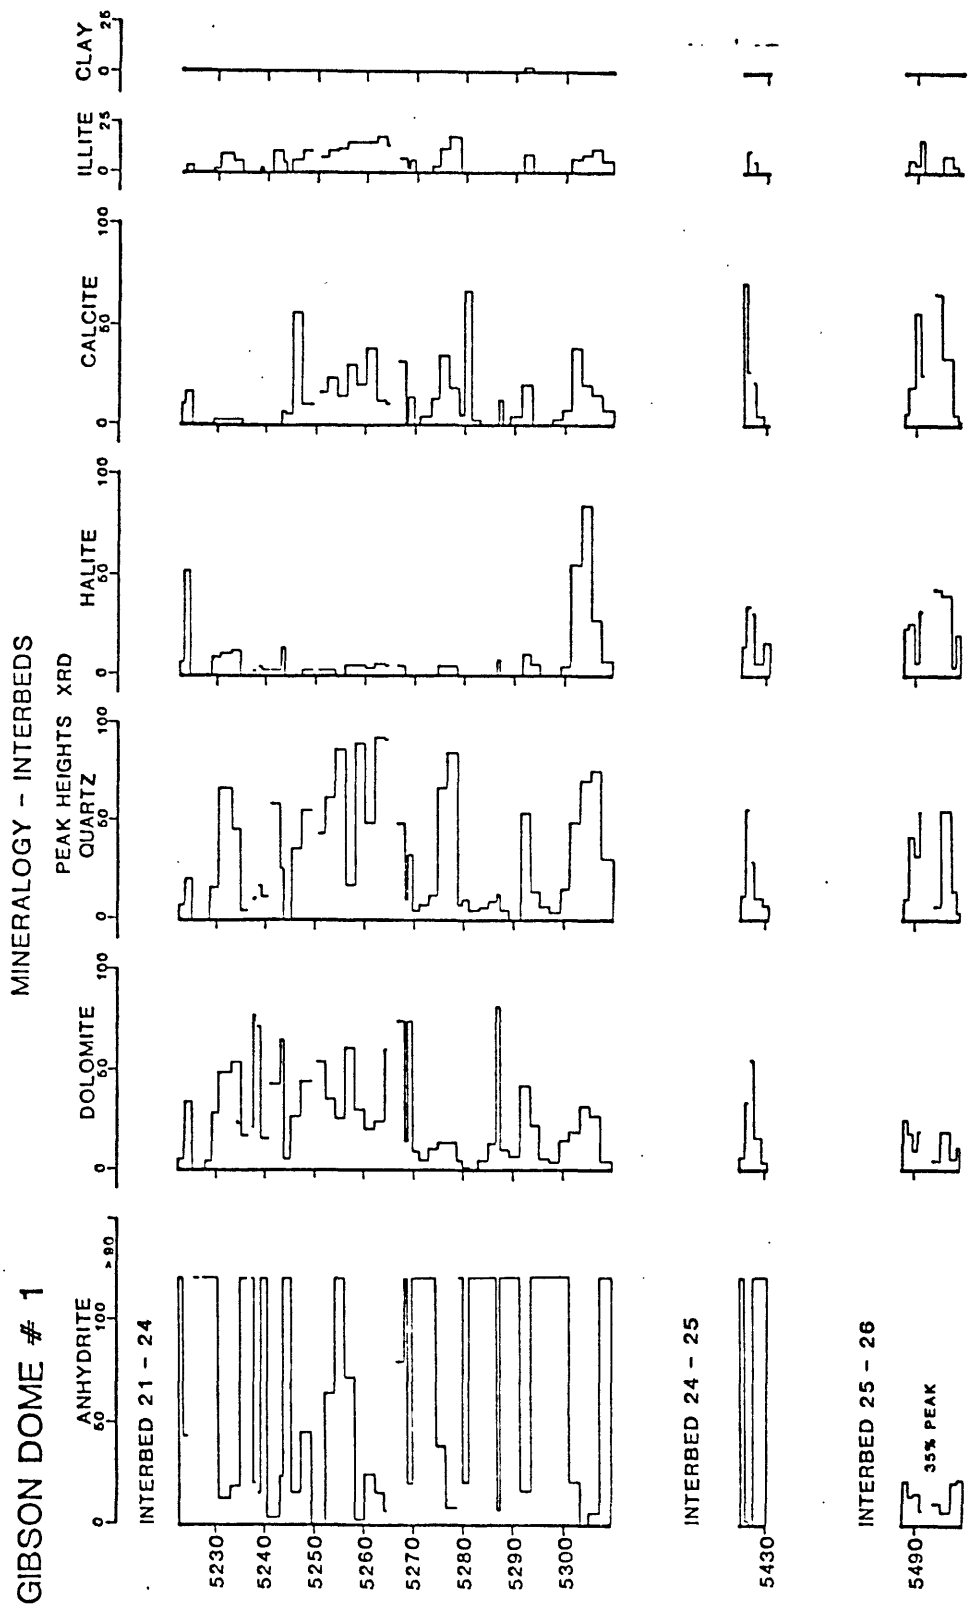 GIBSON DOME # 1
MINERALOGY – INTERBEDS
PEAK HEIGHTS XRD
ANHYDRITE
DOLOMITE
QUARTZ
HALITE
CALCITE
ILLITE
CLAY
0 50 100 >90
0 50 100
0 50 100
0 50 100
0 50 100
0 25
0 25
INTERBED 21 – 24
5230
5240
5250
5260
5270
5280
5290
5300
INTERBED 24 – 25
5430
INTERBED 25 – 26
35% PEAK
5490